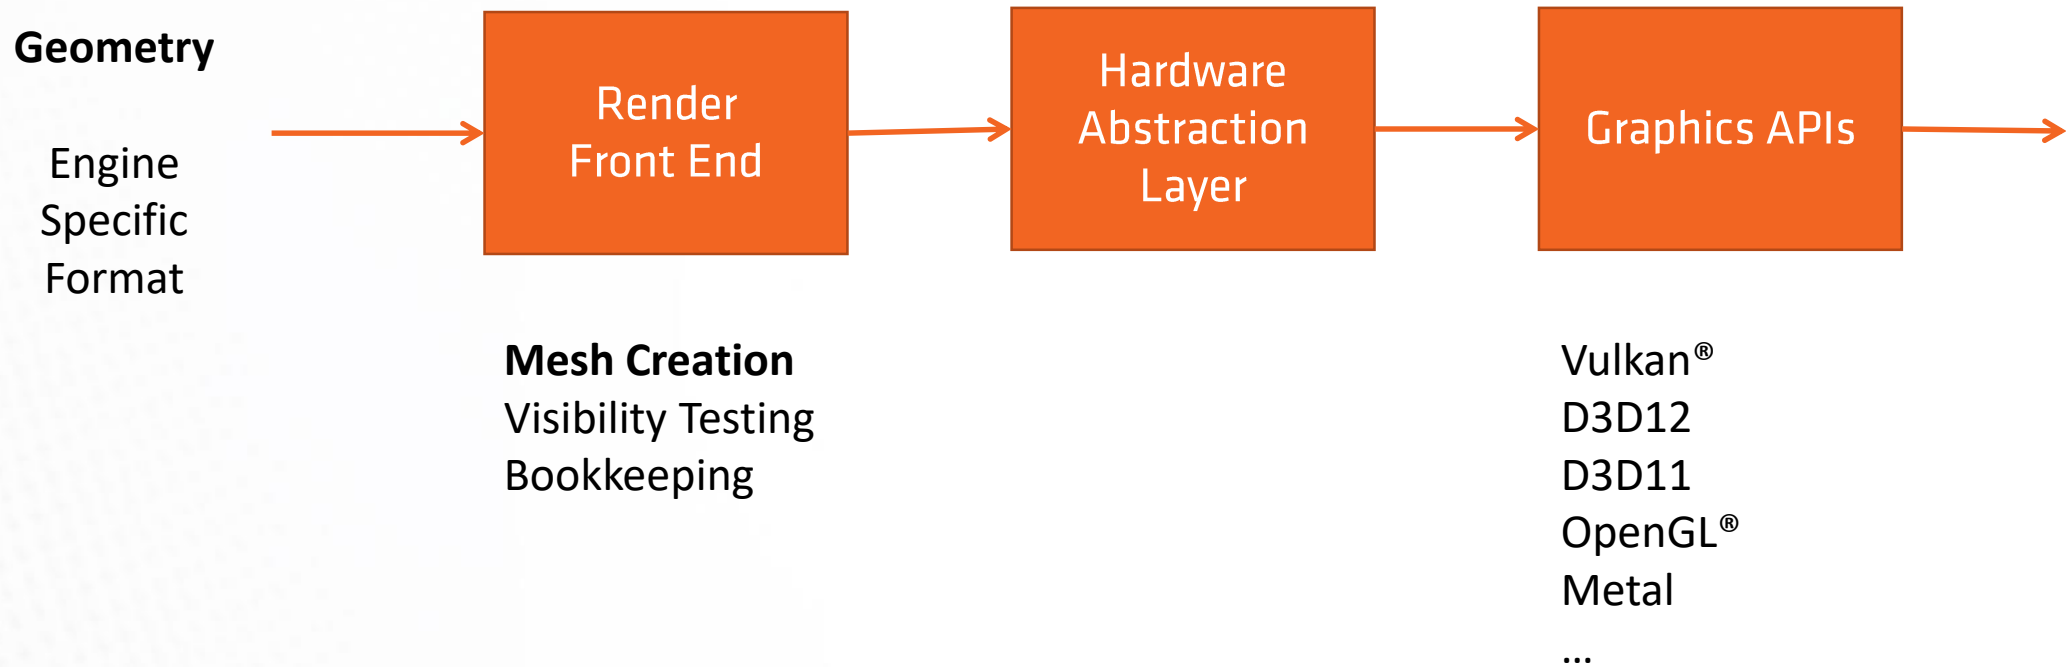 Geometry
Engine
Specific
Format
Render
Front End
Hardware
Abstraction
Layer
Graphics APIs
Mesh Creation
Visibility Testing
Bookkeeping
Vulkan®
D3D12
D3D11
OpenGL®
Metal
...